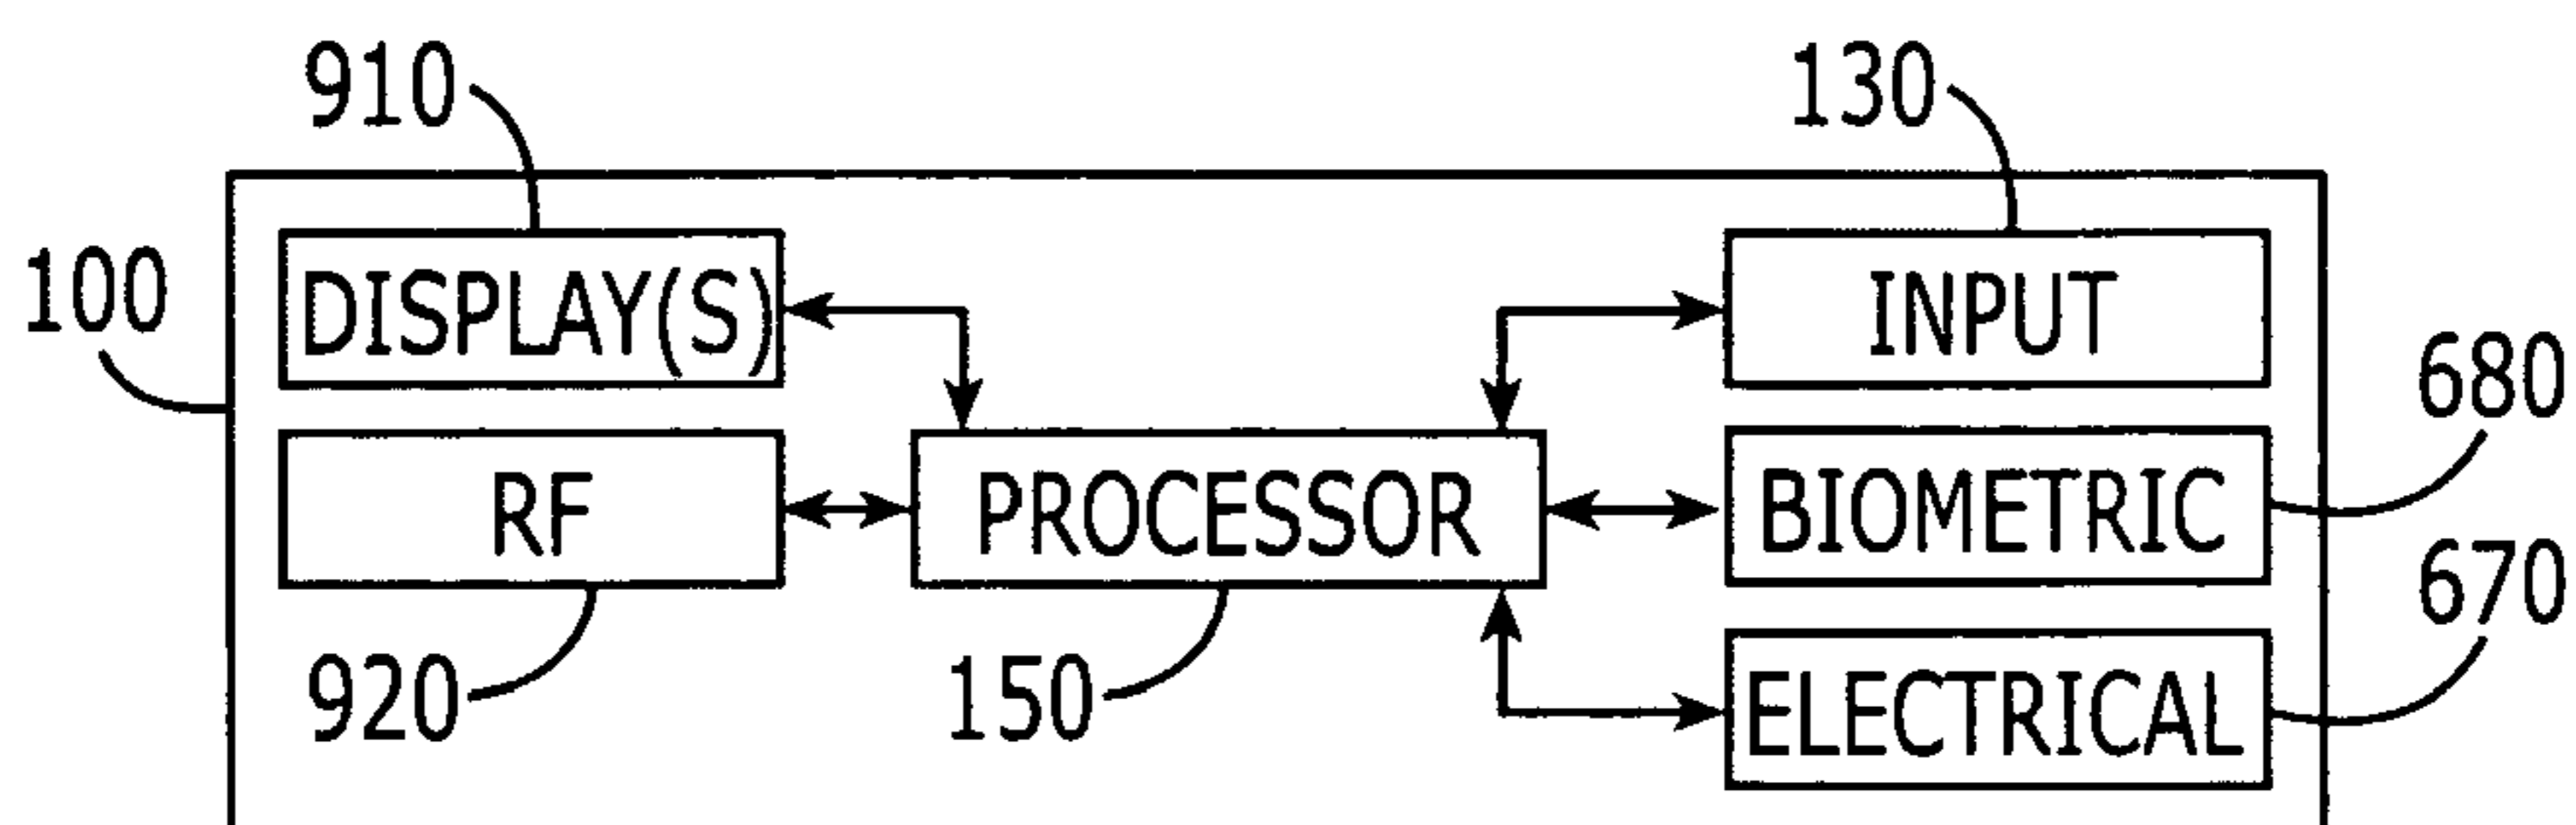 910 130
100 DISPLAY(S) INPUT
680
RF PROCESSOR BIOMETRIC
670
920 150 ELECTRICAL